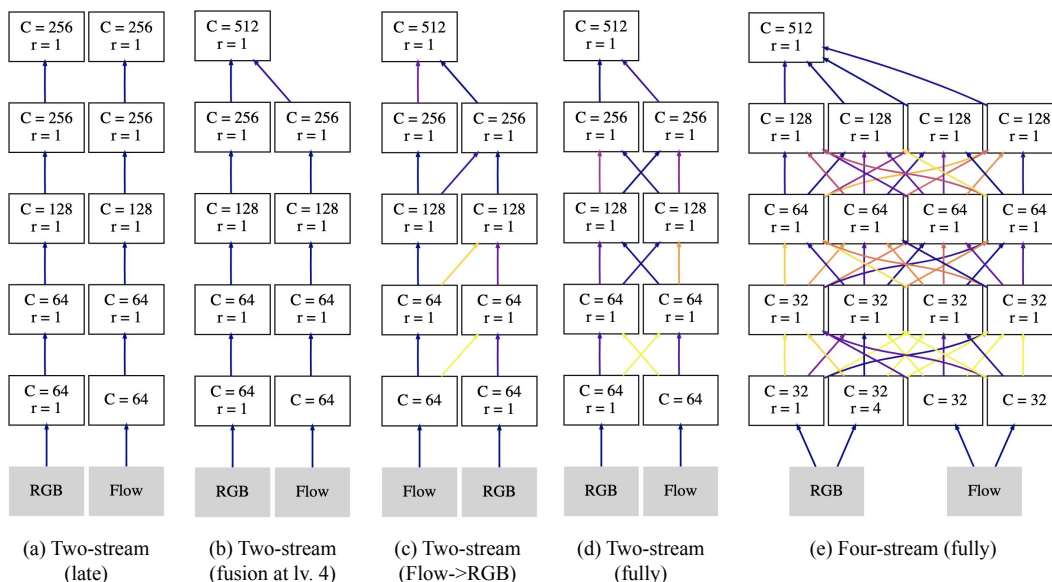 C = 256
r = 1
C = 256
r = 1
C = 256
r = 1
C = 256
r = 1
C = 128
r = 1
C = 128
r = 1
C = 64
r = 1
C = 64
r = 1
C = 64
r = 1
C = 64
RGB
Flow
(a) Two-stream
(late)
C = 512
r = 1
C = 256
r = 1
C = 256
r = 1
C = 128
r = 1
C = 128
r = 1
C = 64
r = 1
C = 64
r = 1
C = 64
r = 1
C = 64
RGB
Flow
(b) Two-stream
(fusion at lv. 4)
C = 512
r = 1
C = 256
r = 1
C = 256
r = 1
C = 128
r = 1
C = 128
r = 1
C = 64
r = 1
C = 64
r = 1
C = 64
C = 64
r = 1
Flow
RGB
(c) Two-stream
(Flow->RGB)
C = 512
r = 1
C = 256
r = 1
C = 256
r = 1
C = 128
r = 1
C = 128
r = 1
C = 64
r = 1
C = 64
r = 1
C = 64
r = 1
C = 64
RGB
Flow
(d) Two-stream
(fully)
C = 512
r = 1
C = 128
r = 1
C = 128
r = 1
C = 128
r = 1
C = 128
r = 1
C = 64
r = 1
C = 64
r = 1
C = 64
r = 1
C = 64
r = 1
C = 32
r = 1
C = 32
r = 1
C = 32
r = 1
C = 32
r = 1
C = 32
r = 1
C = 32
r = 4
C = 32
C = 32
RGB
Flow
(e) Four-stream (fully)